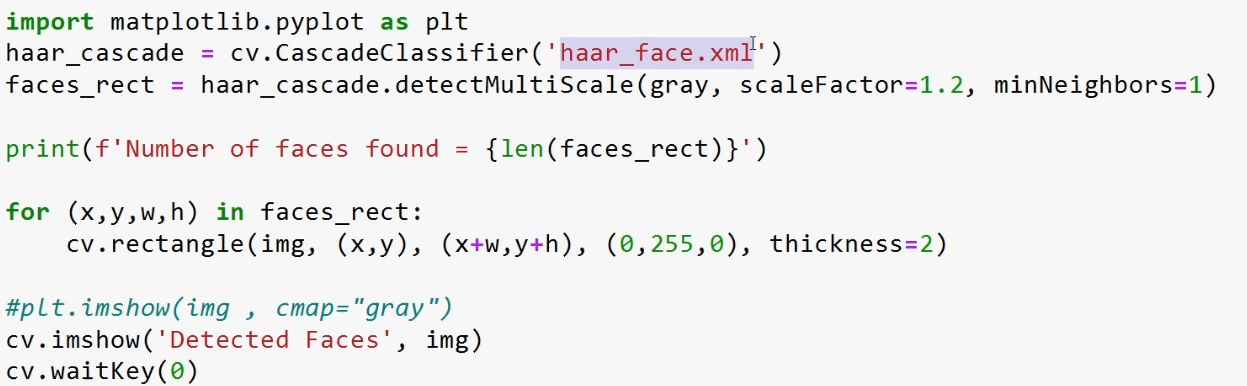 import matplotlib.pyplot as plt
haar_cascade = cv.CascadeClassifier('haar_face.xml')
faces_rect = haar_cascade.detectMultiScale(gray, scaleFactor=1.2, minNeighbors=1)
print(f'Number of faces found = {len(faces_rect)}')
for (x,y,w,h) in faces_rect:
    cv.rectangle(img, (x,y), (x+w,y+h), (0,255,0), thickness=2)
#plt.imshow(img , cmap="gray")
cv.imshow('Detected Faces', img)
cv.waitKey(0)